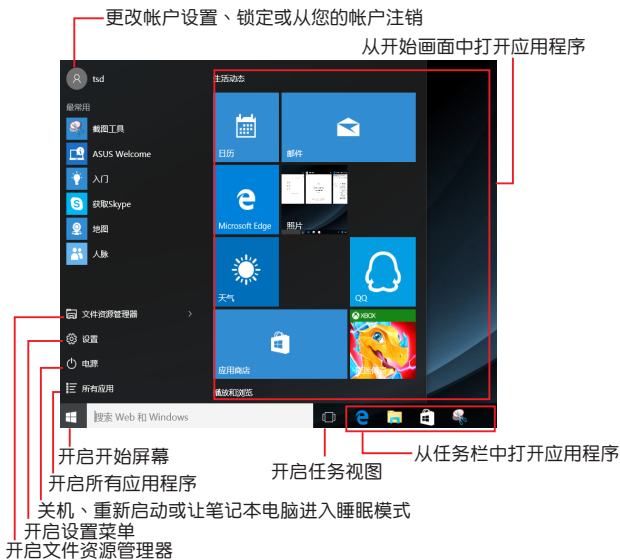 更改帐户设置、锁定或从您的帐户注销
从开始画面中打开应用程序
tsd
生活动态
最常用
截图工具
ASUS Welcome
入门
获取Skype
地图
人脉
日历
邮件
Microsoft Edge
照片
天气
QQ
XBOX
应用商店
播放和浏览
文件资源管理器
设置
电源
所有应用
搜索 Web 和 Windows
开启开始屏幕
开启任务视图
从任务栏中打开应用程序
开启所有应用程序
关机、重新启动或让笔记本电脑进入睡眠模式
开启设置菜单
开启文件资源管理器